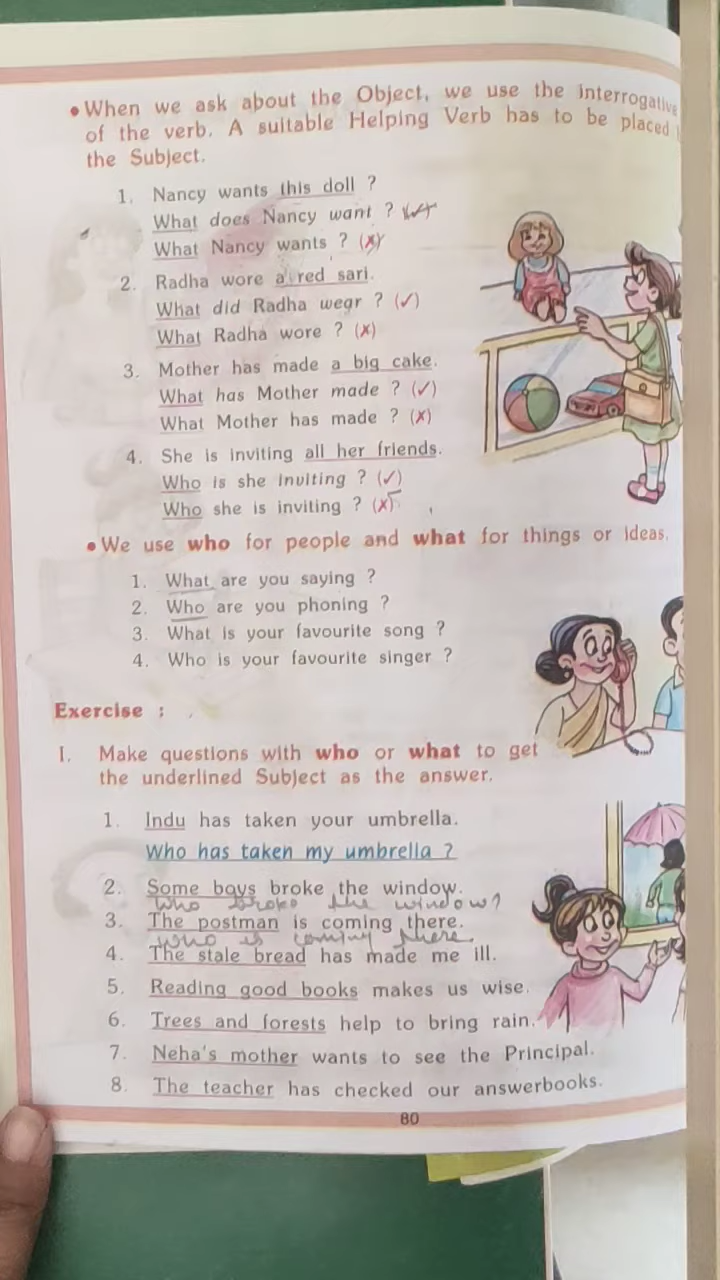 • When we ask about the Object, we use the interrogative
of the verb. A suitable Helping Verb has to be placed
the Subject.
1. Nancy wants this doll ?
What does Nancy want ?
What Nancy wants ? (✗)
2. Radha wore a red sari.
What did Radha wear ? (✓)
What Radha wore ? (✗)
3. Mother has made a big cake.
What has Mother made ? (✓)
What Mother has made ? (✗)
4. She is inviting all her friends.
Who is she inviting ? (✓)
Who she is inviting ? (✗)
• We use who for people and what for things or ideas.
1. What are you saying ?
2. Who are you phoning ?
3. What is your favourite song ?
4. Who is your favourite singer ?
Exercise :
I. Make questions with who or what to get
the underlined Subject as the answer.
1. Indu has taken your umbrella.
Who has taken my umbrella ?
2. Some boys broke the window.
Who broke the window?
3. The postman is coming there.
Who is coming there
4. The stale bread has made me ill.
5. Reading good books makes us wise.
6. Trees and forests help to bring rain.
7. Neha's mother wants to see the Principal.
8. The teacher has checked our answerbooks.
80